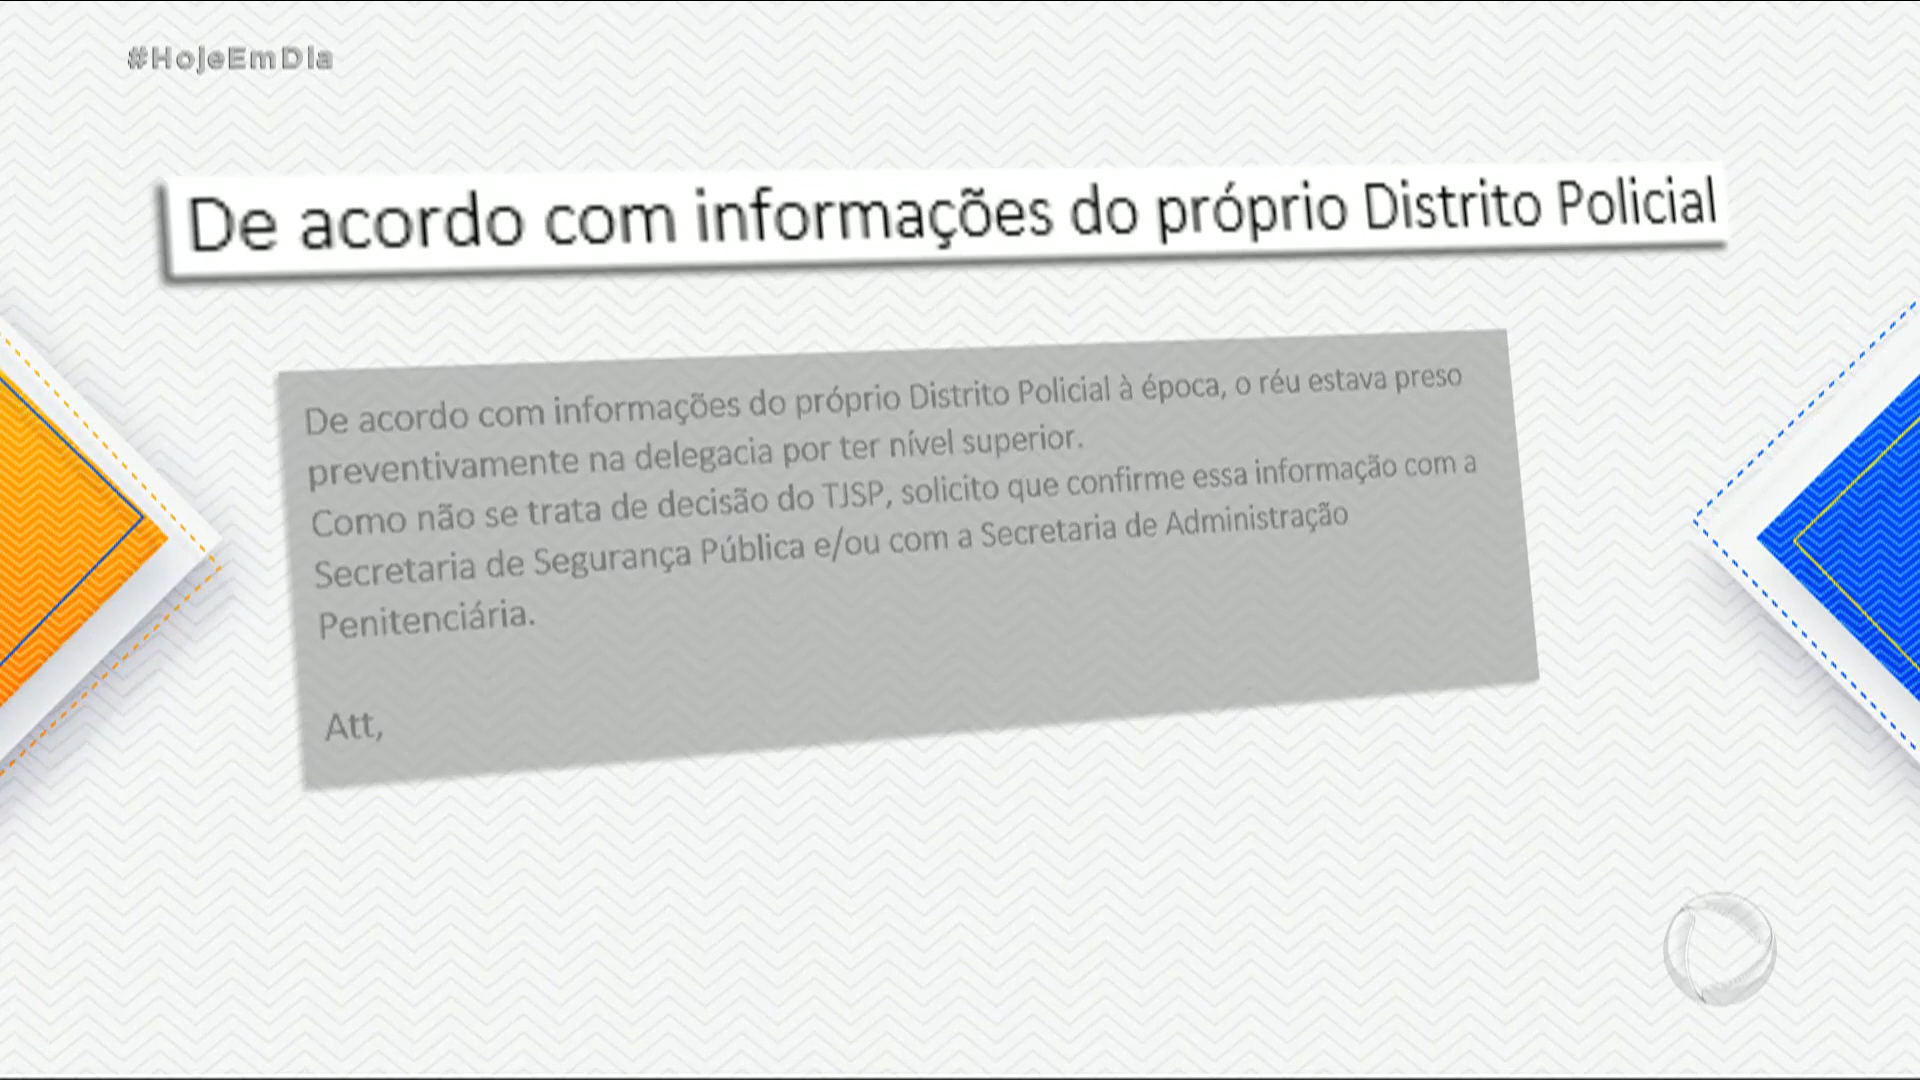 #HojeEmDia
De acordo com informações do próprio Distrito Policial
De acordo com informações do próprio Distrito Policial à época, o réu estava preso
preventivamente na delegacia por ter nível superior.
Como não se trata de decisão do TJSP, solicito que confirme essa informação com a
Secretaria de Segurança Pública e/ou com a Secretaria de Administração
Penitenciária.
Att,